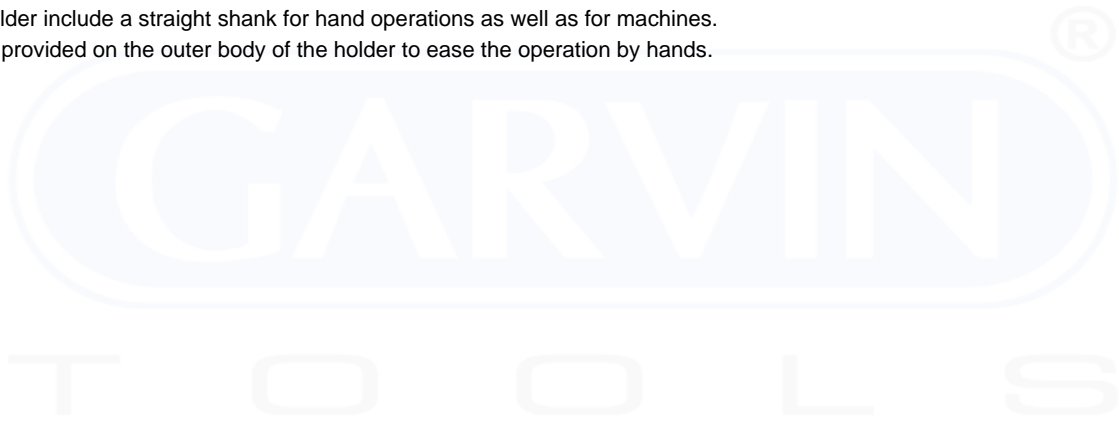 lder include a straight shank for hand operations as well as for machines.
provided on the outer body of the holder to ease the operation by hands.
®
GARVIN
TOOLS